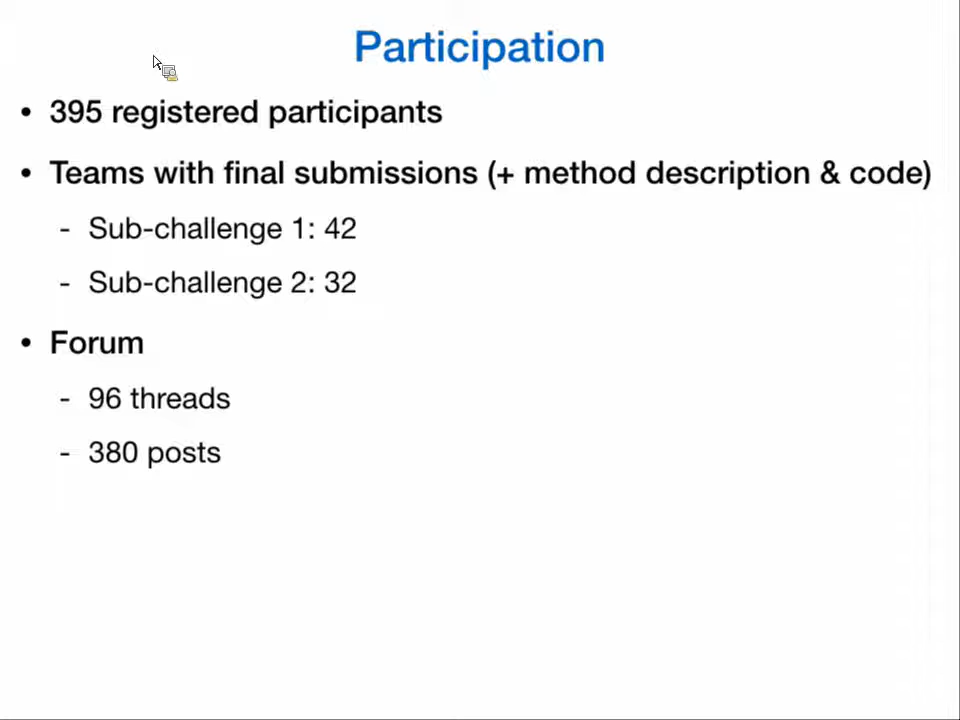 Participation
• 395 registered participants
• Teams with final submissions (+ method description & code)
- Sub-challenge 1: 42
- Sub-challenge 2: 32
• Forum
- 96 threads
- 380 posts